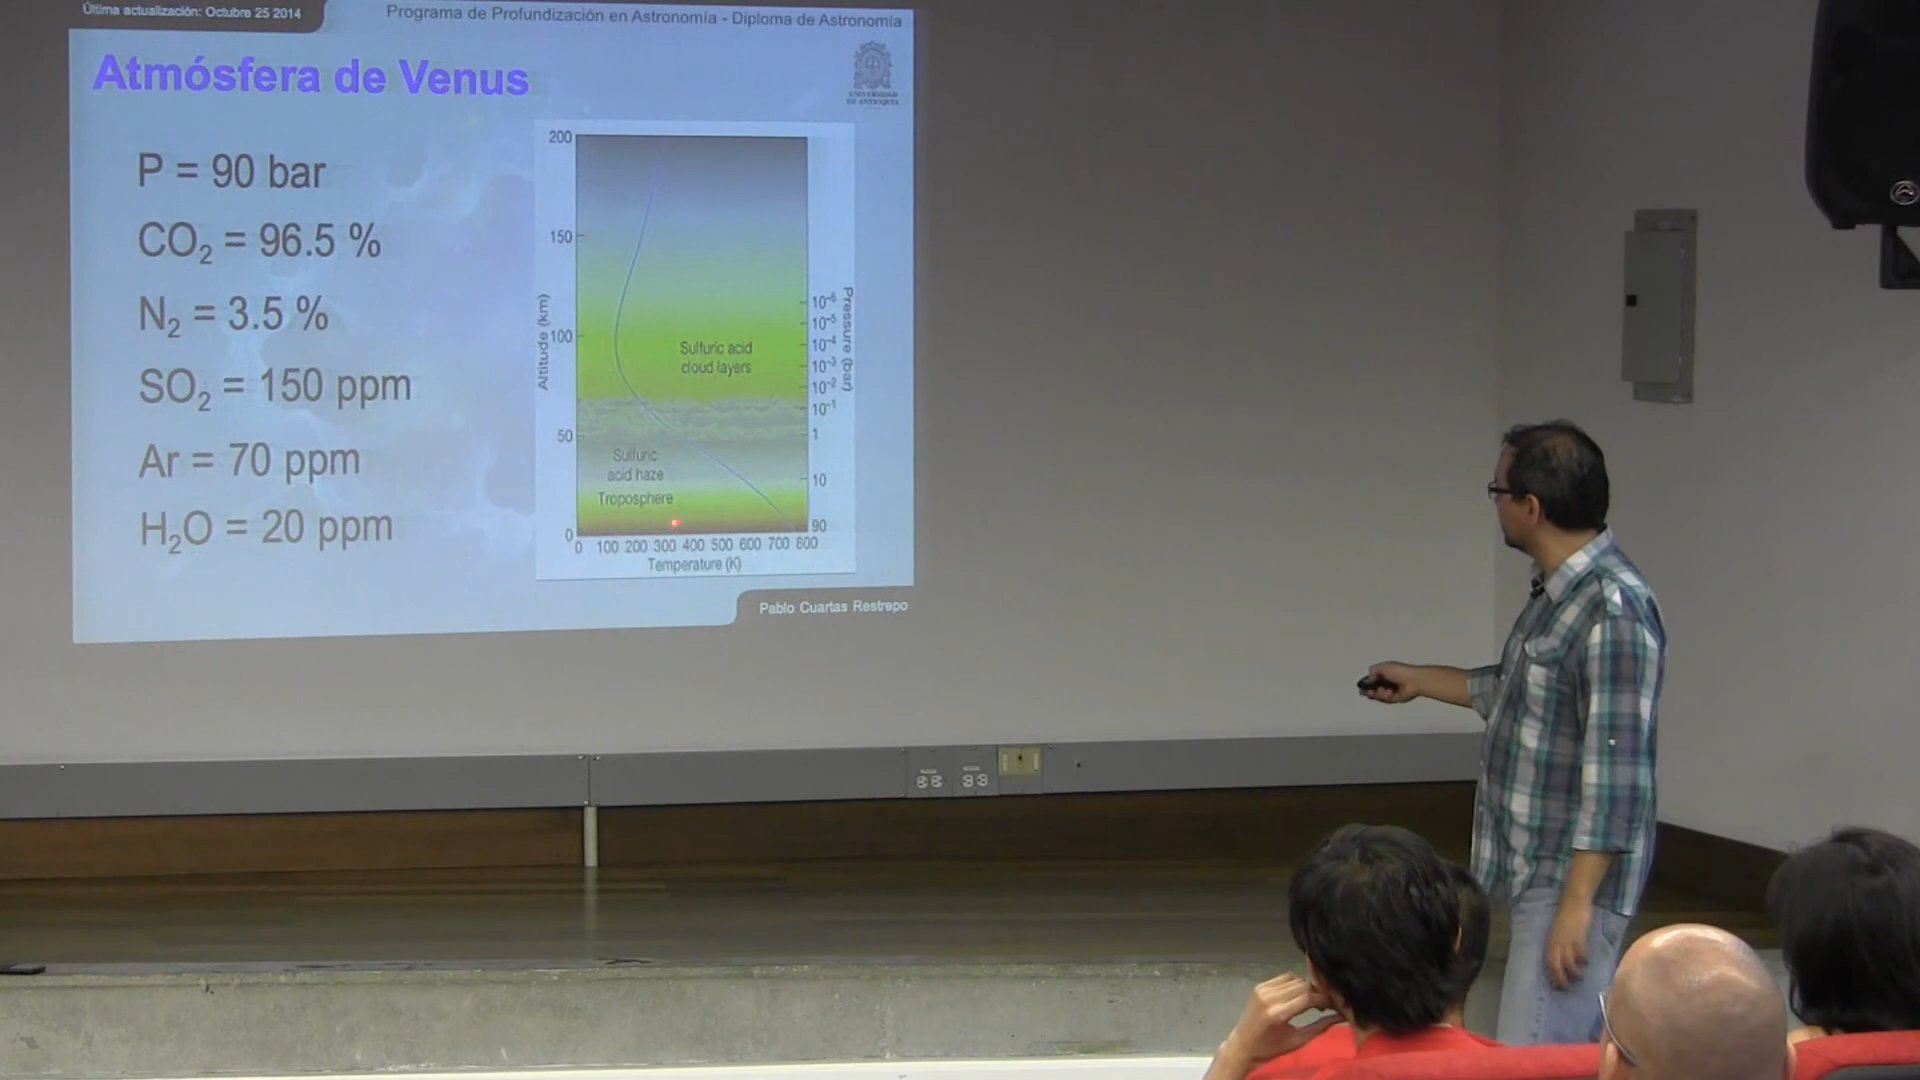 Última actualización: Octubre 25 2014
Programa de Profundización en Astronomía - Diploma de Astronomía
Atmósfera de Venus
UNIVERSIDAD
DE ANTIOQUIA
P = 90 bar
CO₂ = 96.5 %
N₂ = 3.5 %
SO₂ = 150 ppm
Ar = 70 ppm
H₂O = 20 ppm
200
150
100
50
0
Altitude (km)
Sulfuric acid
cloud layers
Sulfuric
acid haze
Troposphere
10⁻⁶
10⁻⁵
10⁻⁴
10⁻³
10⁻²
10⁻¹
1
10
90
Pressure (bar)
0 100 200 300 400 500 600 700 800
Temperature (K)
Pablo Cuartas Restrepo